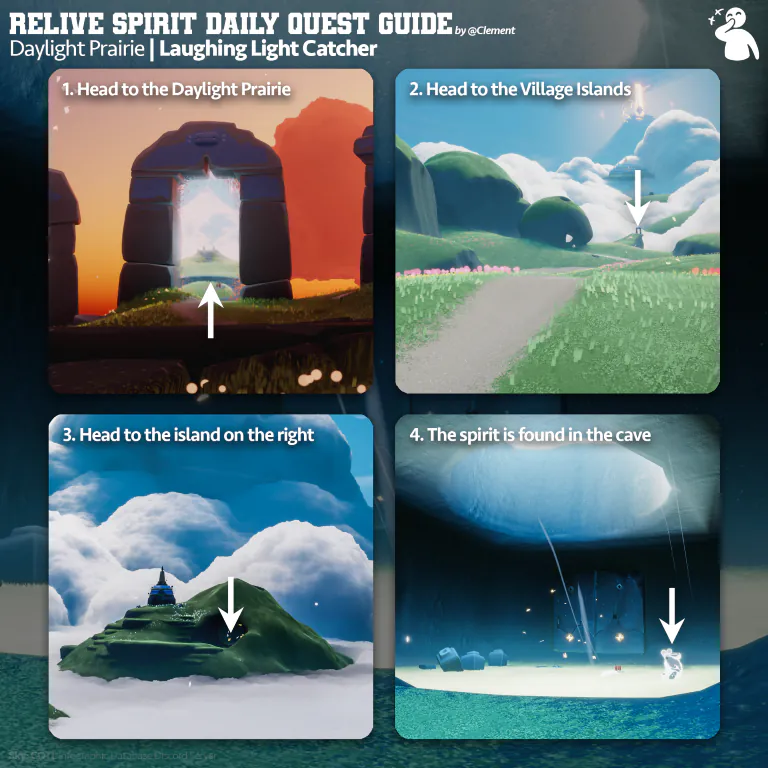 RELIVE SPIRIT DAILY QUEST GUIDE by @Clement
Daylight Prairie | Laughing Light Catcher
1. Head to the Daylight Prairie
2. Head to the Village Islands
3. Head to the island on the right
4. The spirit is found in the cave